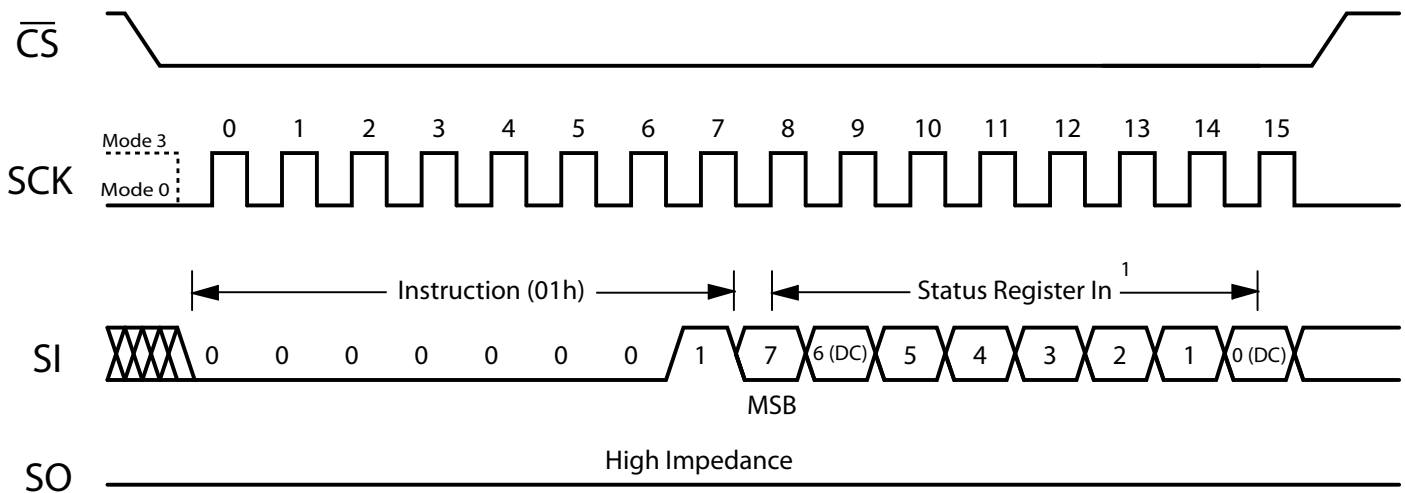 CS
Mode 3
Mode 0
SCK
0 1 2 3 4 5 6 7 8 9 10 11 12 13 14 15
Instruction (01h)
Status Register In 1
SI
0 0 0 0 0 0 0 1 7 6 (DC) 5 4 3 2 1 0 (DC)
MSB
SO
High Impedance